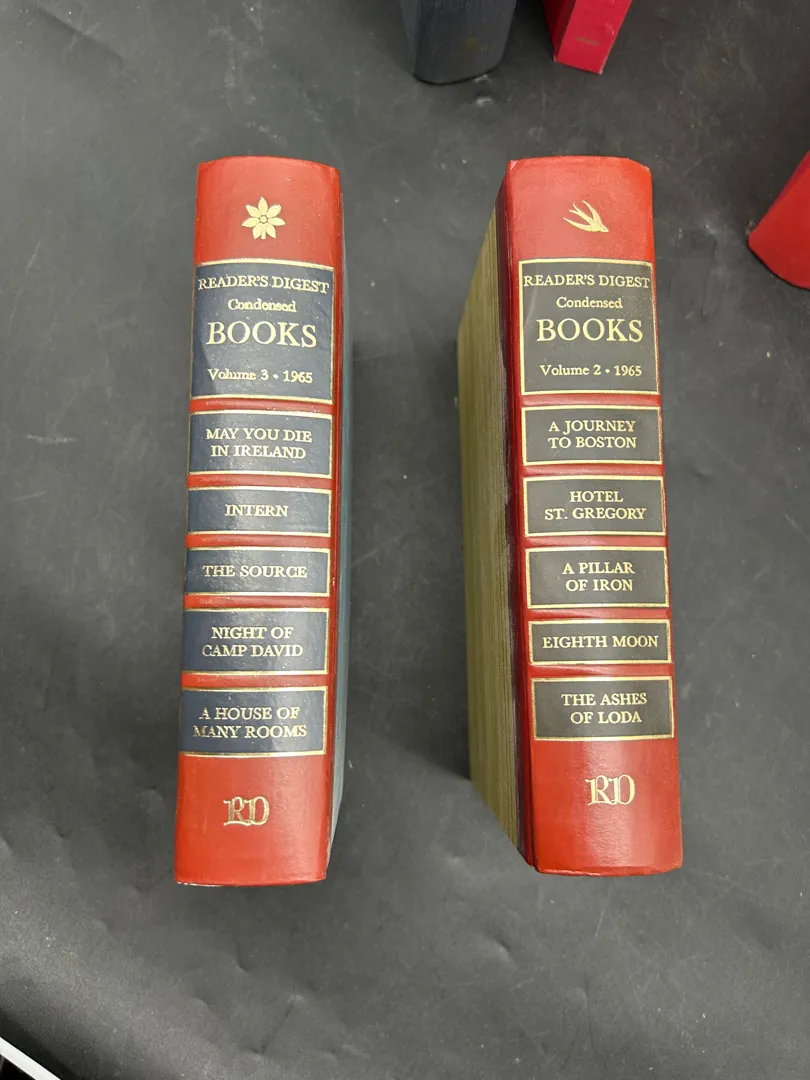 READER'S DIGEST
Condensed
BOOKS
Volume 3 • 1965
MAY YOU DIE
IN IRELAND
INTERN
THE SOURCE
NIGHT OF
CAMP DAVID
A HOUSE OF
MANY ROOMS
RD
READER'S DIGEST
Condensed
BOOKS
Volume 2 • 1965
A JOURNEY
TO BOSTON
HOTEL
ST. GREGORY
A PILLAR
OF IRON
EIGHTH MOON
THE ASHES
OF LODA
RD